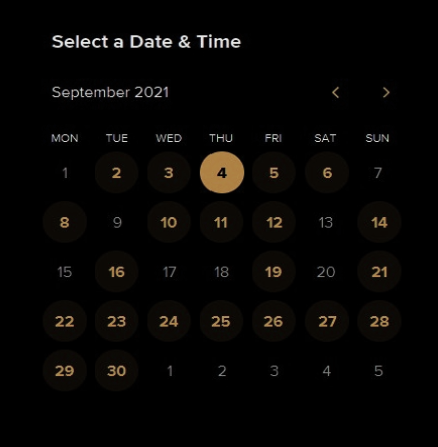 Select a Date & Time
September 2021
MON TUE WED THU FRI SAT SUN
1 2 3 4 5 6 7
8 9 10 11 12 13 14
15 16 17 18 19 20 21
22 23 24 25 26 27 28
29 30 1 2 3 4 5